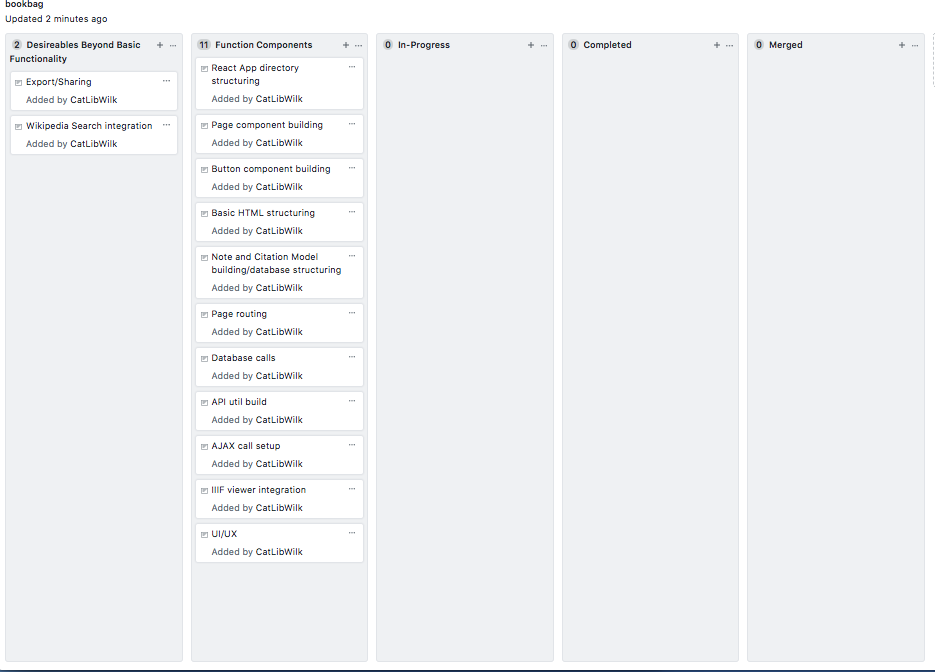 bookbag
Updated 2 minutes ago
2 Desireables Beyond Basic
Functionality
Export/Sharing
Added by CatLibWilk
Wikipedia Search integration
Added by CatLibWilk
11 Function Components
React App directory
structuring
Added by CatLibWilk
Page component building
Added by CatLibWilk
Button component building
Added by CatLibWilk
Basic HTML structuring
Added by CatLibWilk
Note and Citation Model
building/database structuring
Added by CatLibWilk
Page routing
Added by CatLibWilk
Database calls
Added by CatLibWilk
API util build
Added by CatLibWilk
AJAX call setup
Added by CatLibWilk
IIIF viewer integration
Added by CatLibWilk
UI/UX
Added by CatLibWilk
0 In-Progress
0 Completed
0 Merged